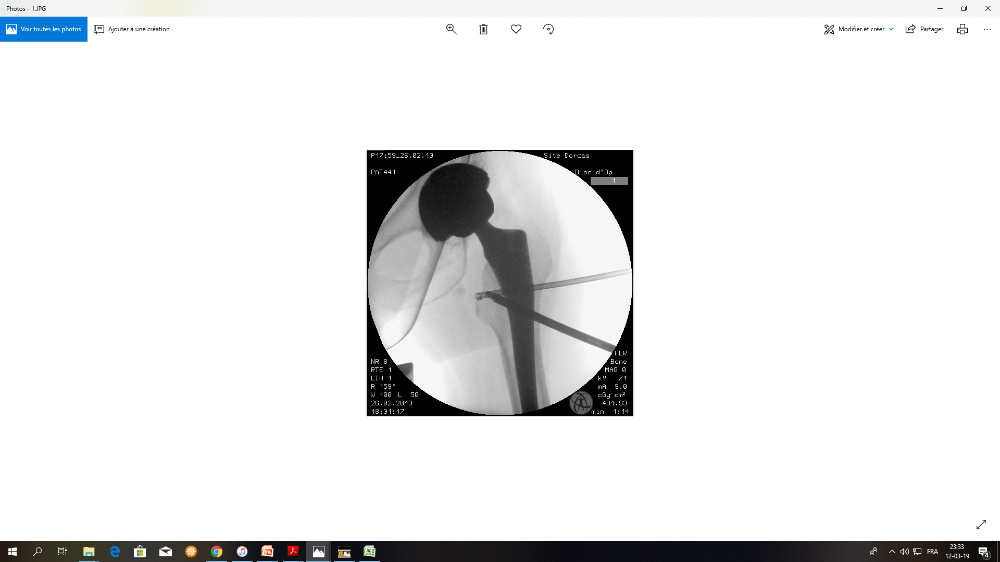 Photos - 1.JPG
Voir toutes les photos
Ajouter à une création
Modifier et créer
Partager
P17:59_26.02.13
Site Dorcas
PAT441
Bloc d'Op
1
FLR
NR 8
Bone
RTE 1
MAG 0
LIH 1
kV 71
R 159°
mA 9.0
W 100 L 50
cGy cm²
26.02.2013
431.93
18:31:17
min 1:14
FRA
23:33
12-03-19
4